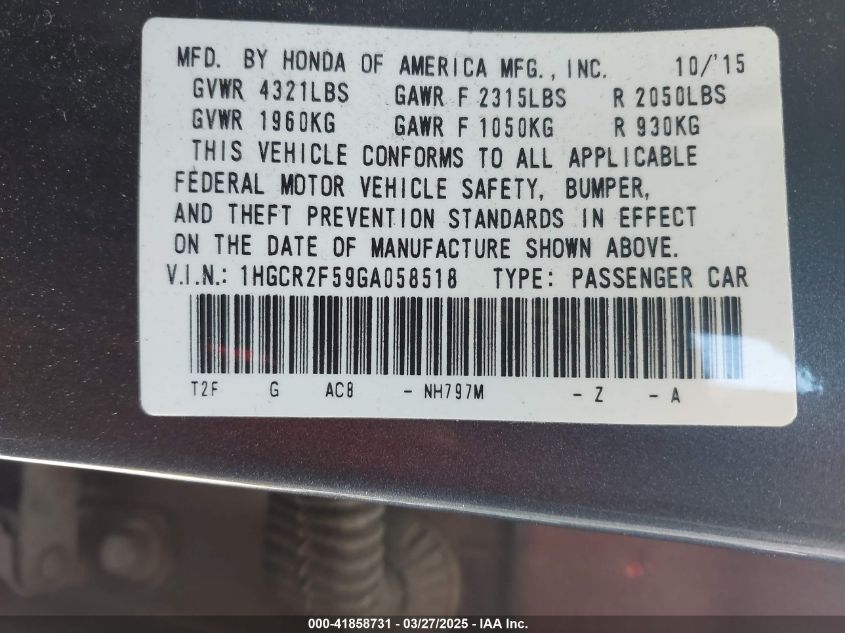 MFD. BY HONDA OF AMERICA MFG., INC. 10/'15
GVWR 4321LBS GAWR F 2315LBS R 2050LBS
GVWR 1960KG GAWR F 1050KG R 930KG
THIS VEHICLE CONFORMS TO ALL APPLICABLE
FEDERAL MOTOR VEHICLE SAFETY, BUMPER,
AND THEFT PREVENTION STANDARDS IN EFFECT
ON THE DATE OF MANUFACTURE SHOWN ABOVE.
V.I.N.: 1HGCR2F59GA058518 TYPE: PASSENGER CAR
T2F G AC8 - NH797M - Z - A
000-41858731 - 03/27/2025 - IAA Inc.